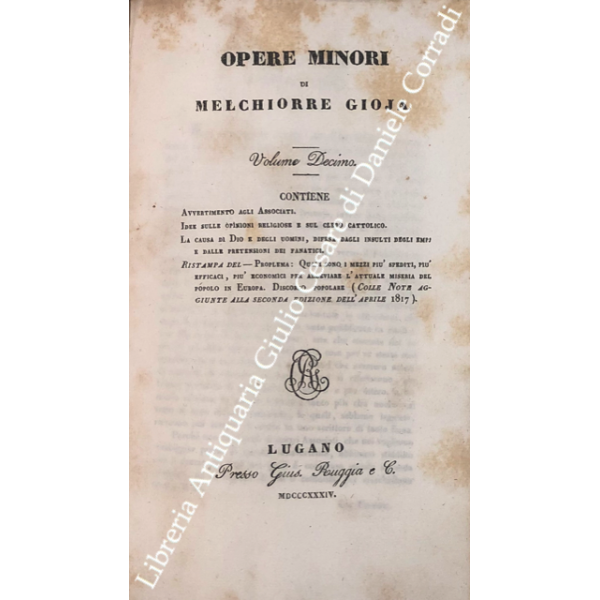 OPERE MINORI
DI
MELCHIORRE GIOJA
Volume Decimo.
CONTIENE
AVVERTIMENTO AGLI ASSOCIATI.
IDEE SULLE OPINIONI RELIGIOSE E SUL CLERO CATTOLICO.
LA CAUSA DI DIO E DEGLI UOMINI, DIFESA DAGLI INSULTI DEGLI EMPI
E DALLE PRETENSIONI DEI FANATICI.
RISTAMPA DEL — PROBLEMA: QUALI SONO I MEZZI PIU' SPEDITI, PIU'
EFFICACI, PIU' ECONOMICI PER ALLEVIARE L'ATTUALE MISERIA DEL
POPOLO IN EUROPA. DISCORSO POPOLARE (COLLE NOTE AG-
GIUNTE ALLA SECONDA EDIZIONE DELL'APRILE 1817).
LUGANO
Presso Gius. Ruggia e C.
MDCCCXXXIV.
Libreria Antiquaria Giulio Cesare di Daniele Corradi